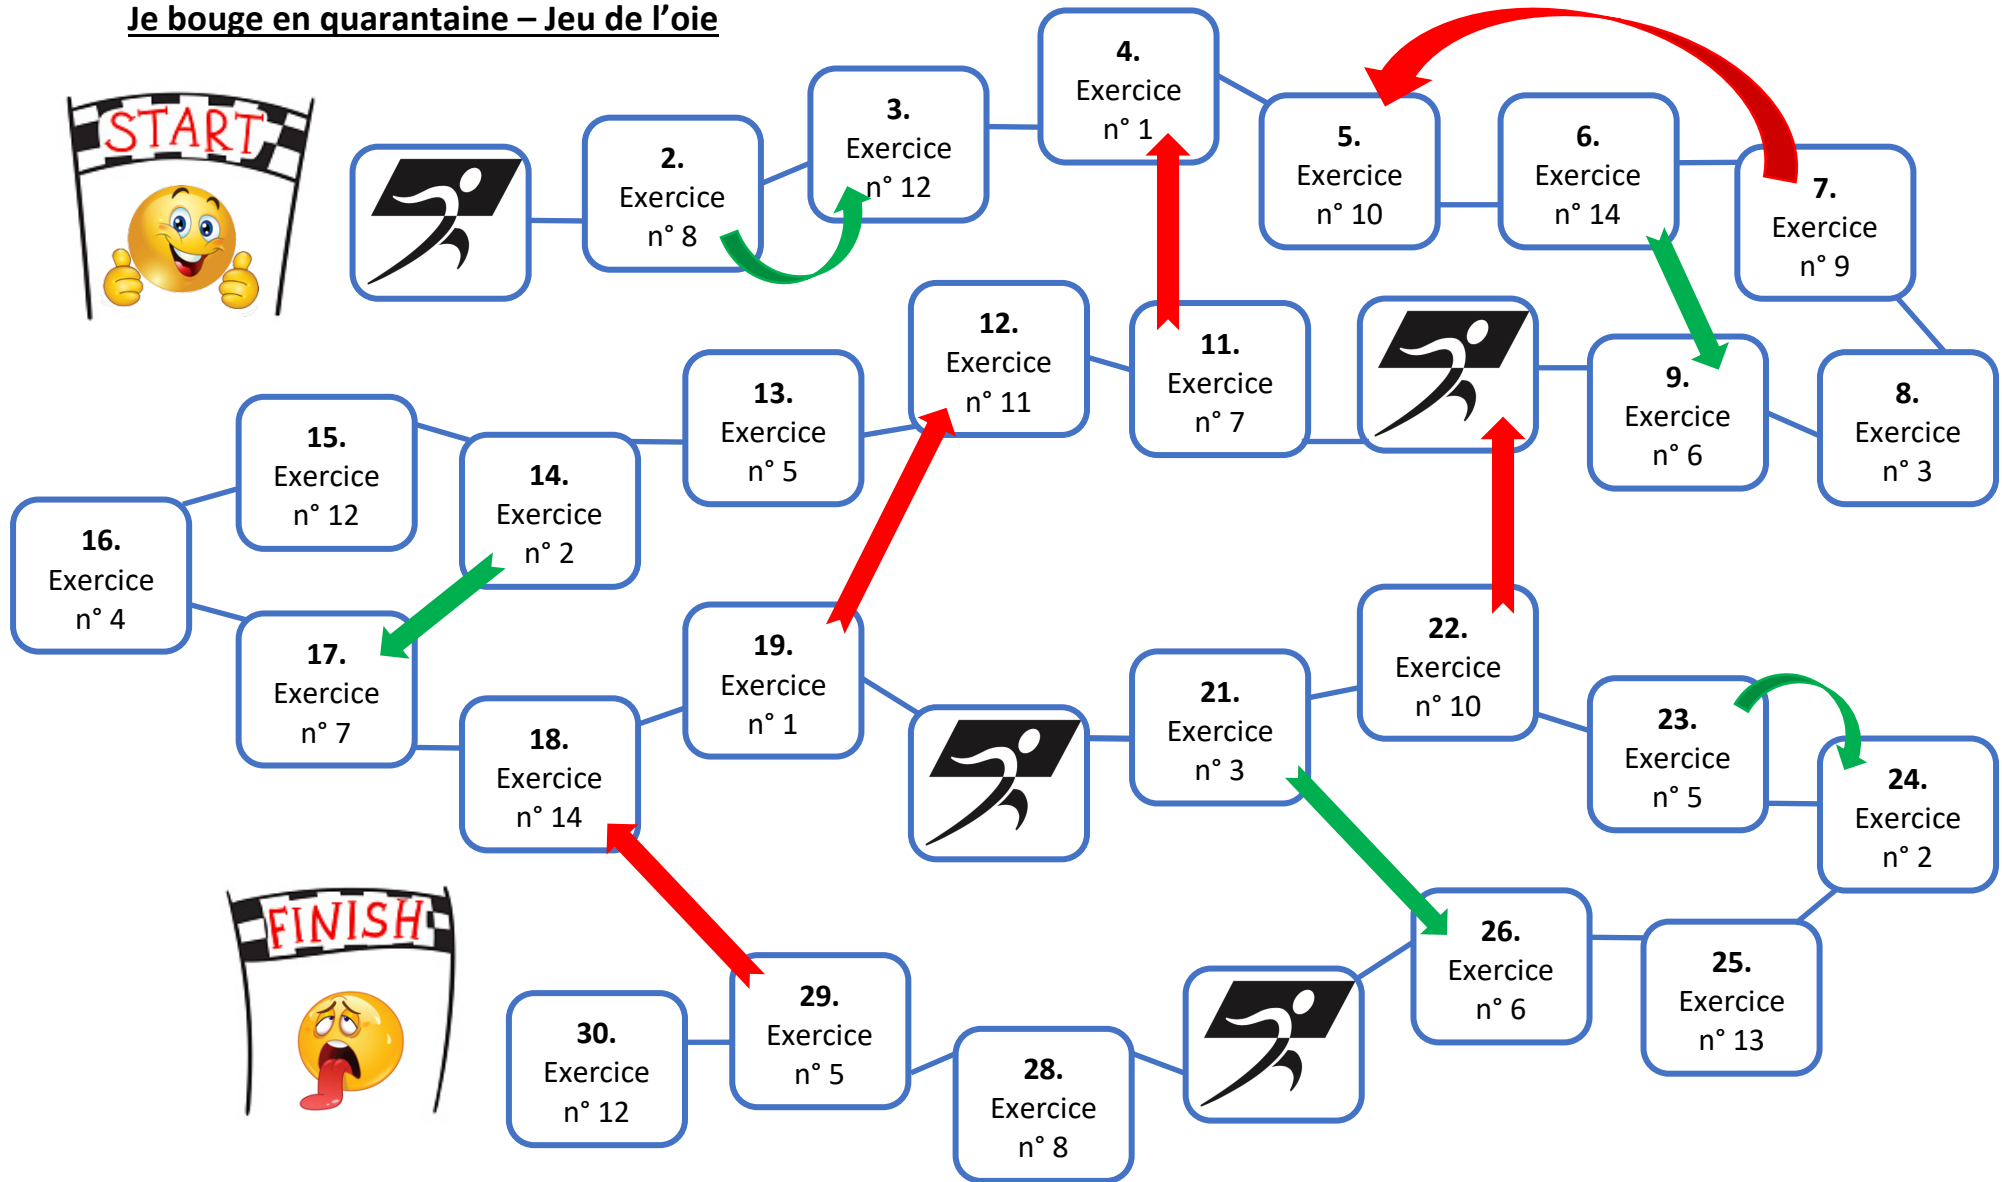 Je bouge en quarantaine – Jeu de l’oie
START
2.
Exercice
n° 8
3.
Exercice
n° 12
4.
Exercice
n° 1
5.
Exercice
n° 10
6.
Exercice
n° 14
7.
Exercice
n° 9
8.
Exercice
n° 3
9.
Exercice
n° 6
11.
Exercice
n° 7
12.
Exercice
n° 11
13.
Exercice
n° 5
14.
Exercice
n° 2
15.
Exercice
n° 12
16.
Exercice
n° 4
17.
Exercice
n° 7
18.
Exercice
n° 14
19.
Exercice
n° 1
21.
Exercice
n° 3
22.
Exercice
n° 10
23.
Exercice
n° 5
24.
Exercice
n° 2
25.
Exercice
n° 13
26.
Exercice
n° 6
28.
Exercice
n° 8
29.
Exercice
n° 5
30.
Exercice
n° 12
FINISH